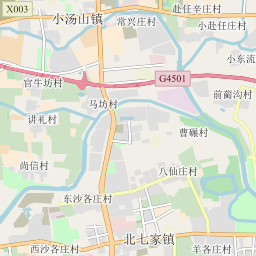 X003
小汤山镇
常兴庄村
赴任辛庄村
小赴任庄村
小东流
官牛坊村
G4501
前蔺沟村
马坊村
讲礼村
曹碾村
尚信村
八仙庄村
东沙各庄村
北七家镇
西沙各庄村
羊各庄村